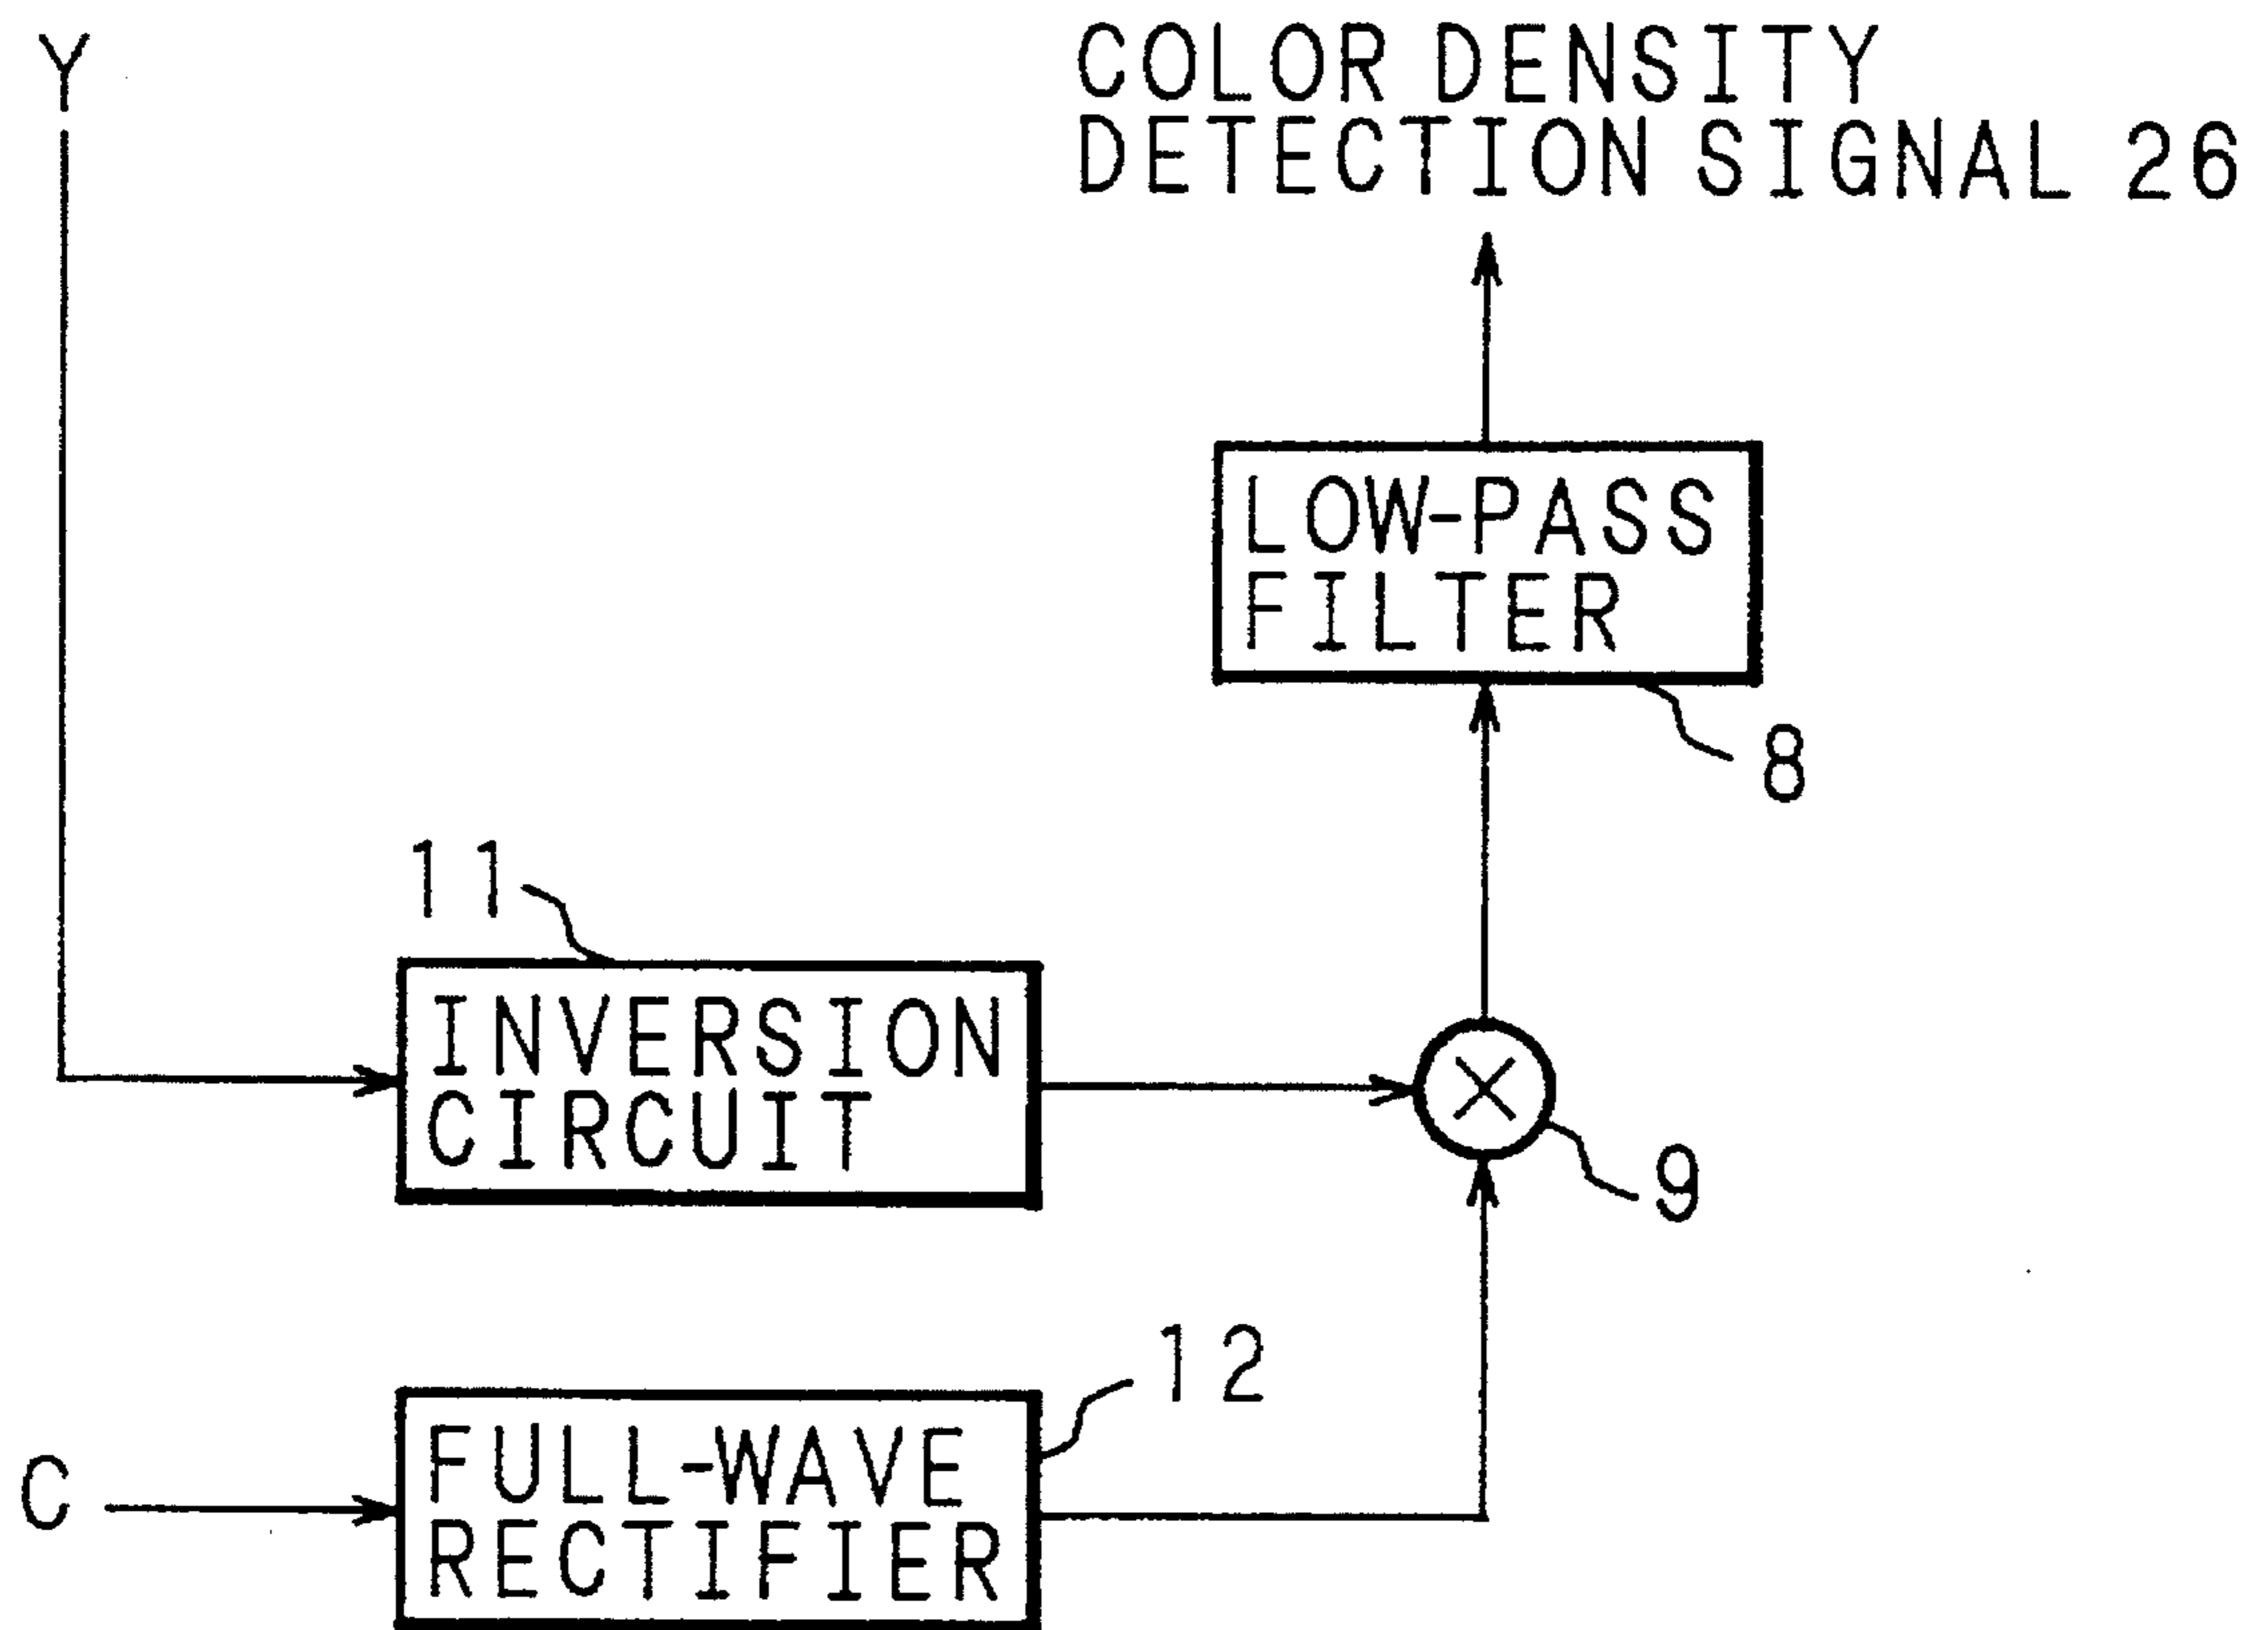 Y
COLOR DENSITY
DETECTION SIGNAL 26
LOW-PASS
FILTER
8
11
INVERSION
CIRCUIT
9
12
C
FULL-WAVE
RECTIFIER